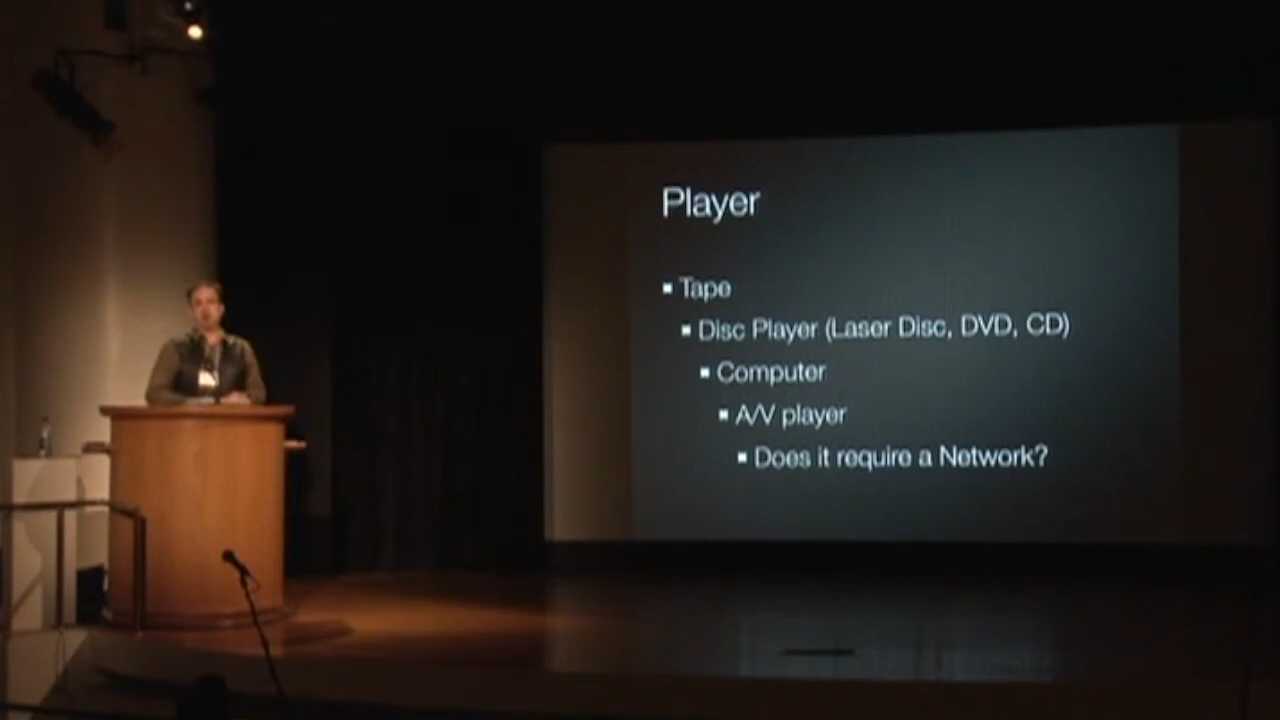 Player
Tape
Disc Player (Laser Disc, DVD, CD)
Computer
A/V player
Does it require a Network?